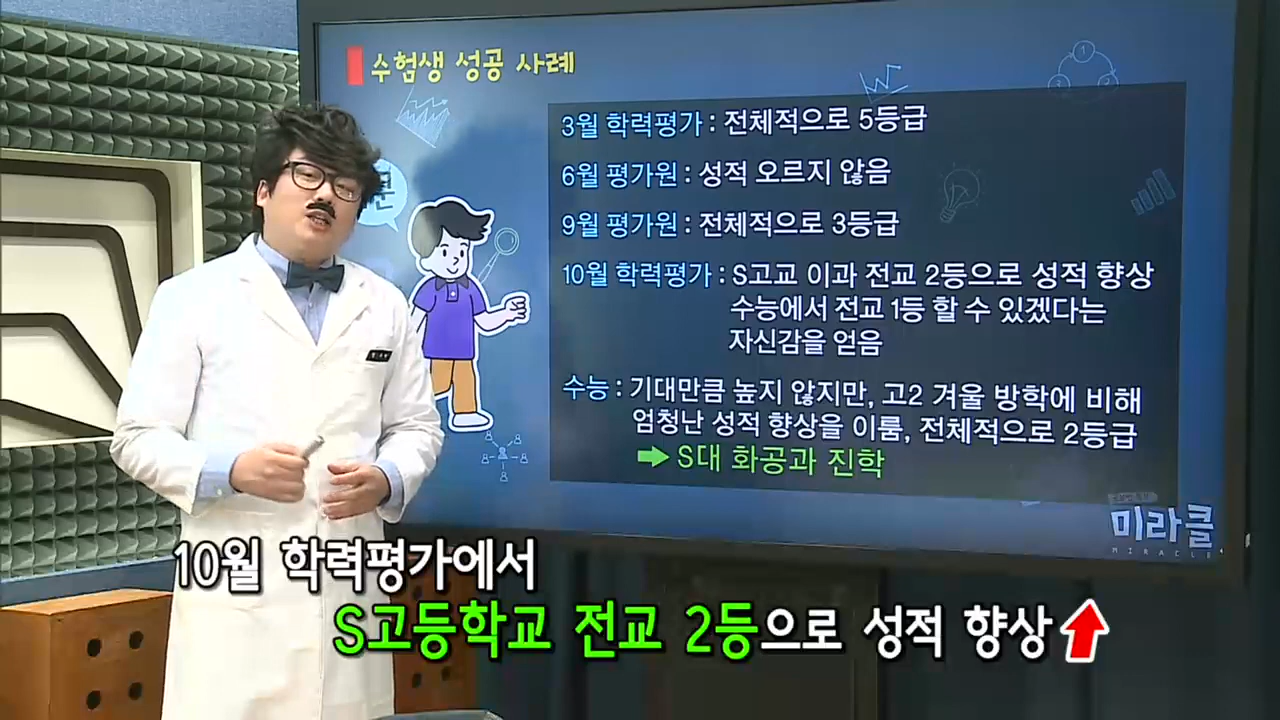 수험생 성공 사례
문
3월 학력평가 : 전체적으로 5등급
6월 평가원 : 성적 오르지 않음
9월 평가원 : 전체적으로 3등급
10월 학력평가 : S고교 이과 전교 2등으로 성적 향상
수능에서 전교 1등 할 수 있겠다는
자신감을 얻음
수능 : 기대만큼 높지 않지만, 고2 겨울 방학에 비해
엄청난 성적 향상을 이룸, 전체적으로 2등급
➡ S대 화공과 진학
미라클
MIRACLE
10월 학력평가에서
S고등학교 전교 2등으로 성적 향상